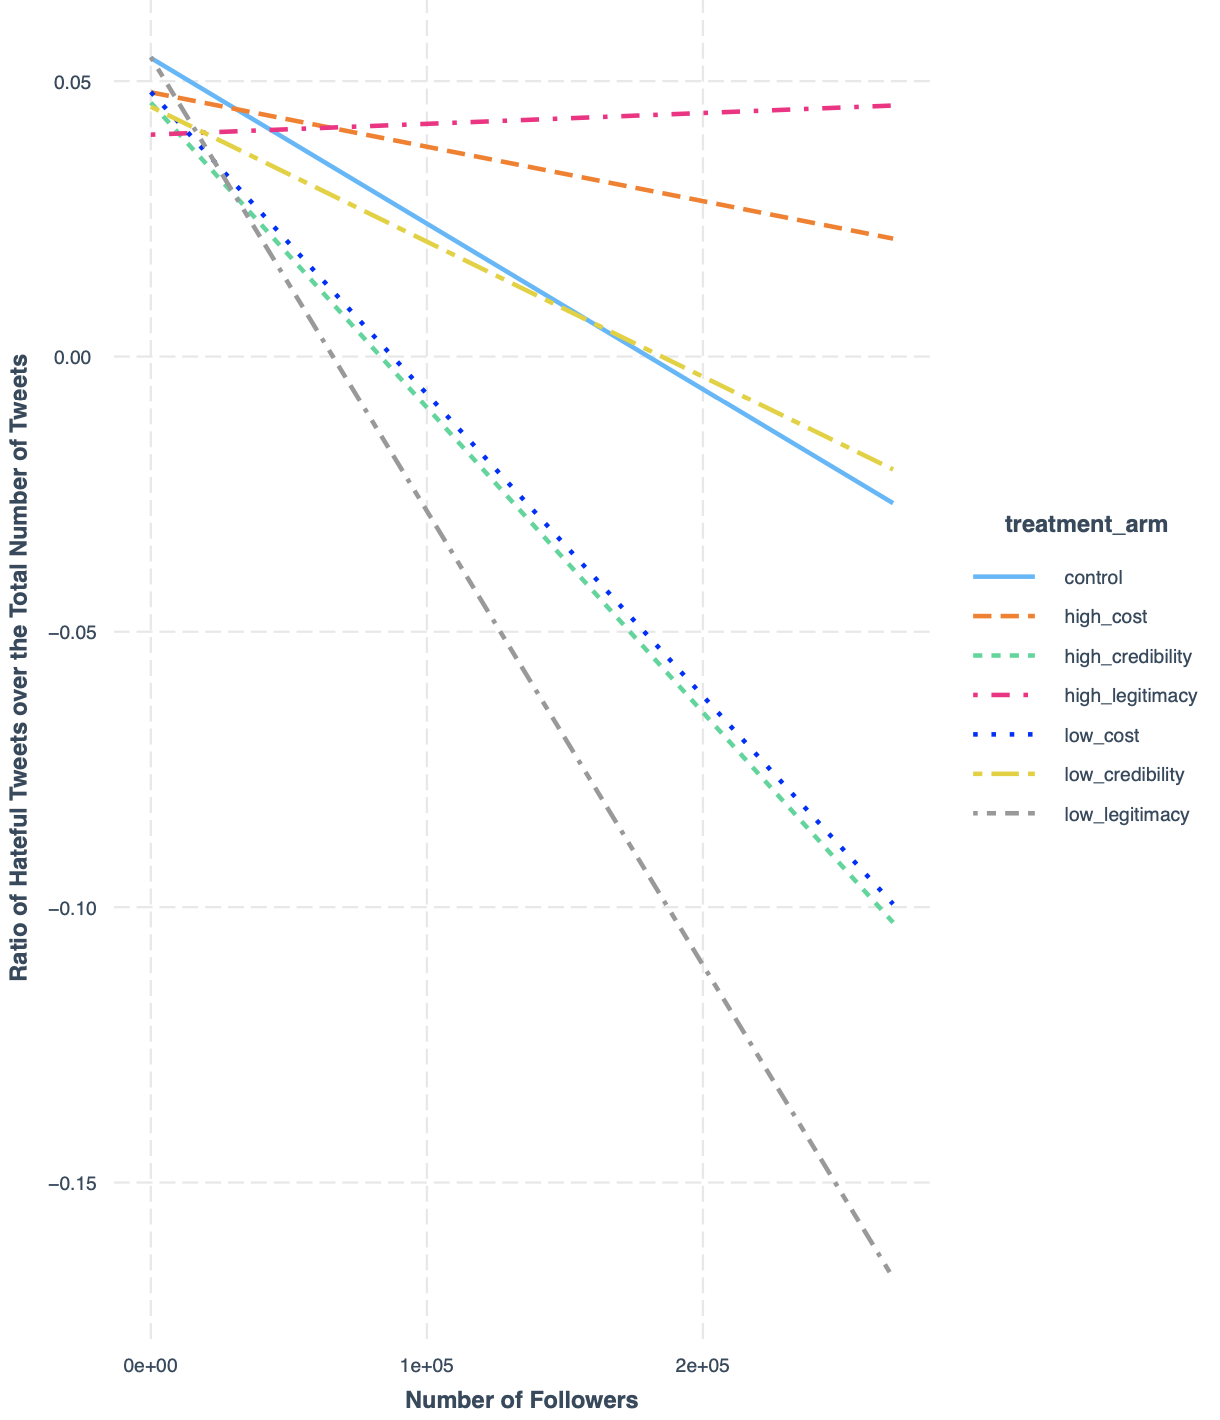 Ratio of Hateful Tweets over the Total Number of Tweets
0.05
0.00
−0.05
−0.10
−0.15
0e+00
1e+05
2e+05
Number of Followers
treatment_arm
control
high_cost
high_credibility
high_legitimacy
low_cost
low_credibility
low_legitimacy